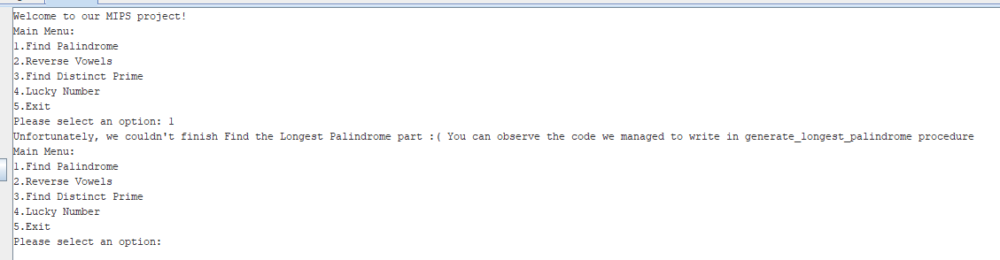 Welcome to our MIPS project!
Main Menu:
1.Find Palindrome
2.Reverse Vowels
3.Find Distinct Prime
4.Lucky Number
5.Exit
Please select an option: 1
Unfortunately, we couldn't finish Find the Longest Palindrome part :( You can observe the code we managed to write in generate_longest_palindrome procedure
Main Menu:
1.Find Palindrome
2.Reverse Vowels
3.Find Distinct Prime
4.Lucky Number
5.Exit
Please select an option: